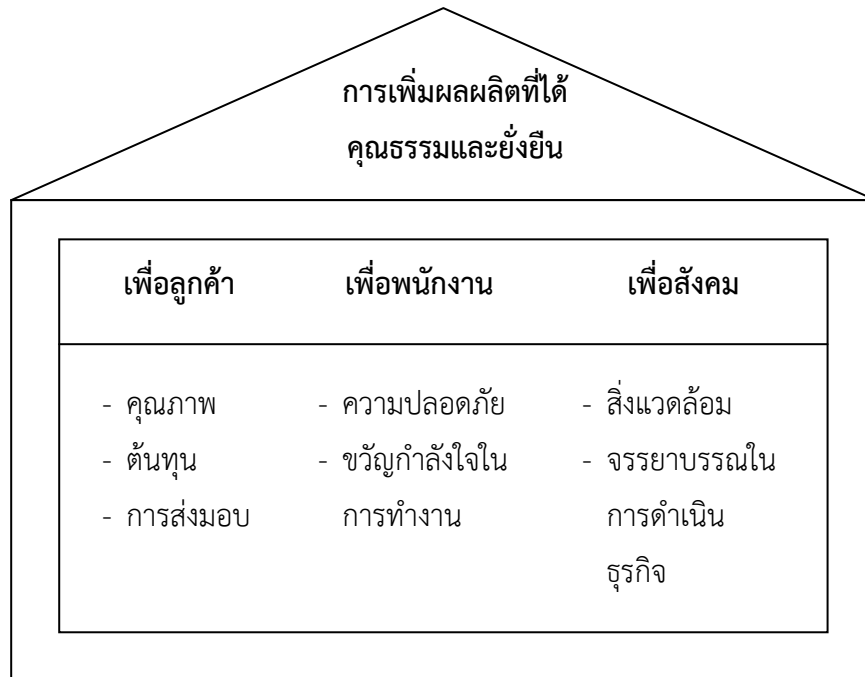 การเพิ่มผลผลิตที่ได้
คุณธรรมและยั่งยืน
เพื่อลูกค้า
เพื่อพนักงาน
เพื่อสังคม
- คุณภาพ
- ต้นทุน
- การส่งมอบ
- ความปลอดภัย
- ขวัญกำลังใจใน
การทำงาน
- สิ่งแวดล้อม
- จรรยาบรรณใน
การดำเนิน
ธุรกิจ